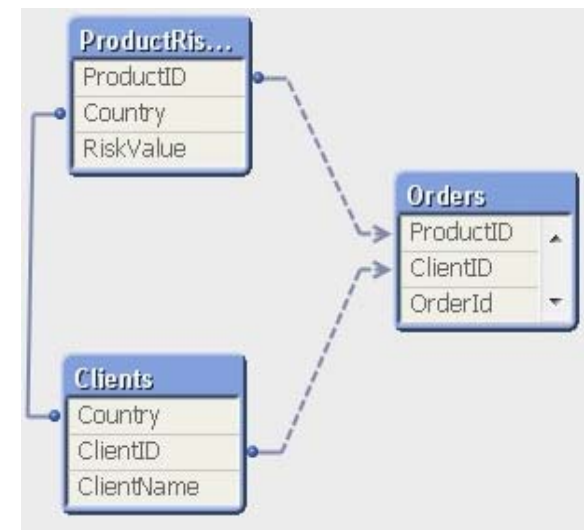 ProductRis...
ProductID
Country
RiskValue
Orders
ProductID
ClientID
OrderId
Clients
Country
ClientID
ClientName